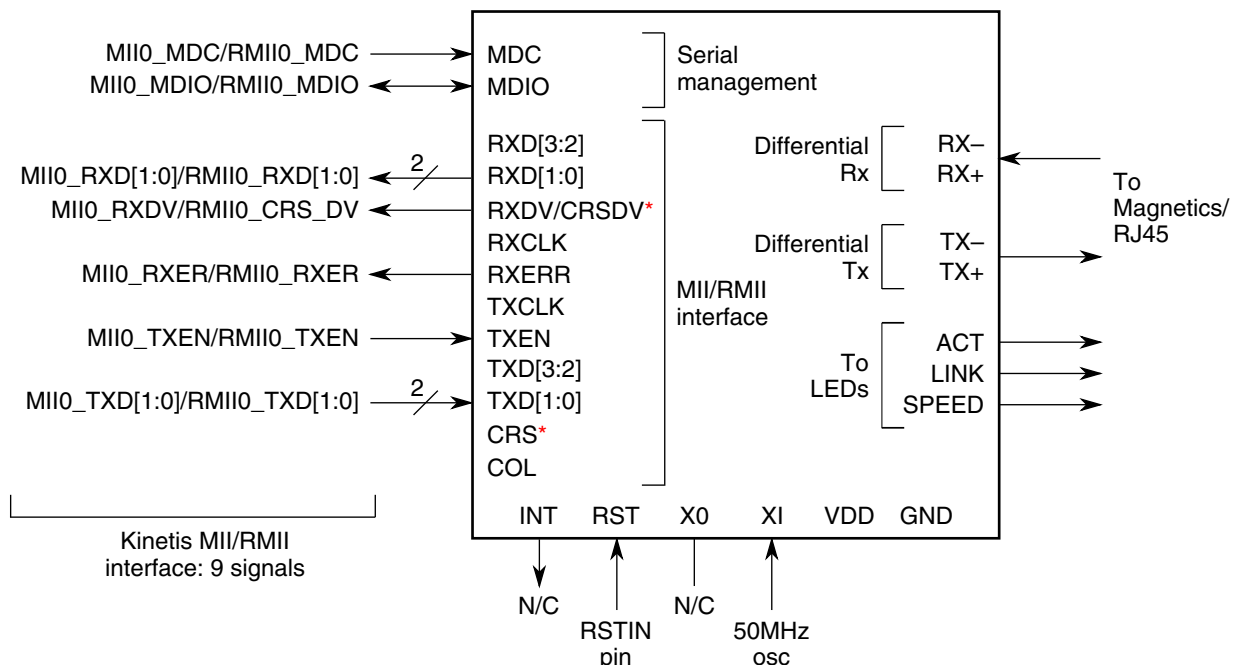 MII0_MDC/RMII0_MDC
MII0_MDIO/RMII0_MDIO
MII0_RXD[1:0]/RMII0_RXD[1:0]
2
MII0_RXDV/RMII0_CRS_DV
MII0_RXER/RMII0_RXER
MII0_TXEN/RMII0_TXEN
MII0_TXD[1:0]/RMII0_TXD[1:0]
2
Kinetis MII/RMII
interface: 9 signals
MDC
MDIO
Serial
management
RXD[3:2]
RXD[1:0]
RXDV/CRSDV*
RXCLK
RXERR
TXCLK
TXEN
TXD[3:2]
TXD[1:0]
CRS*
COL
MII/RMII
interface
Differential
Rx
RX–
RX+
Differential
Tx
TX–
TX+
To
LEDs
ACT
LINK
SPEED
To
Magnetics/
RJ45
INT RST X0 XI VDD GND
N/C
RSTIN
pin
N/C
50MHz
osc